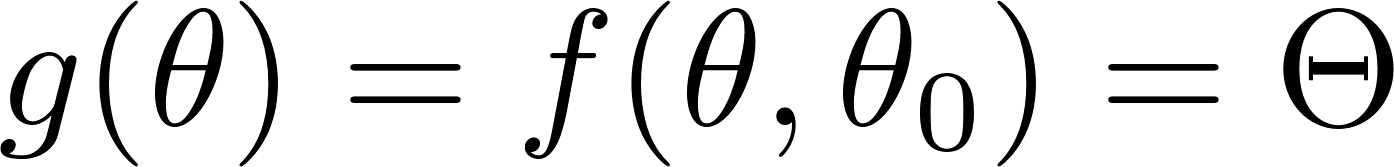 g(θ) = f(θ, θ₀) = Θ